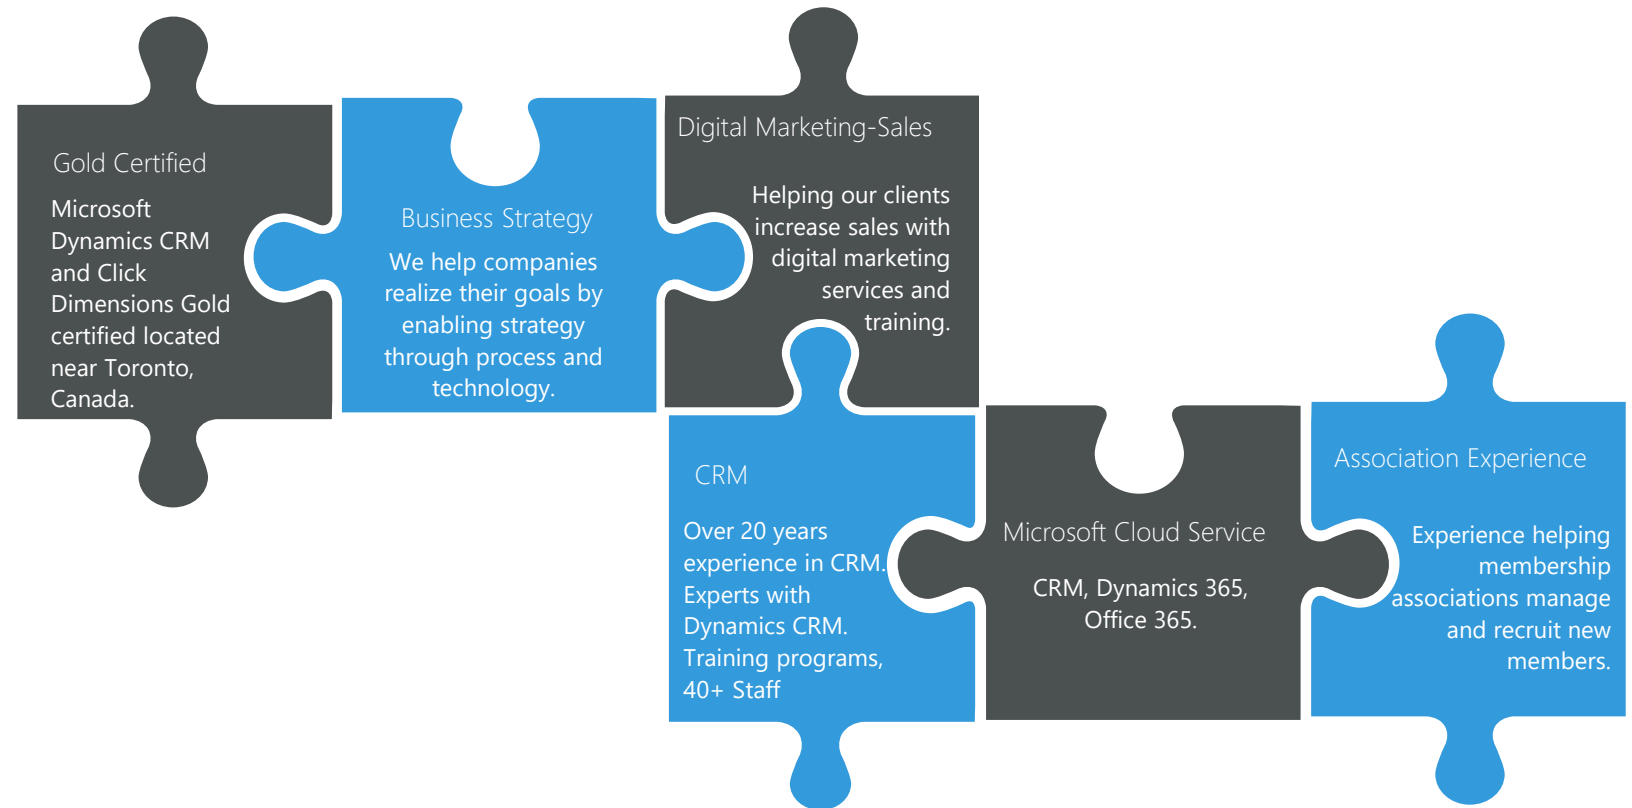 Gold Certified
Microsoft
Dynamics CRM
and Click
Dimensions Gold
certified located
near Toronto,
Canada.
Business Strategy
We help companies
realize their goals by
enabling strategy
through process and
technology.
Digital Marketing-Sales
Helping our clients
increase sales with
digital marketing
services and
training.
CRM
Over 20 years
experience in CRM.
Experts with
Dynamics CRM.
Training programs,
40+ Staff
Microsoft Cloud Service
CRM, Dynamics 365,
Office 365.
Association Experience
Experience helping
membership
associations manage
and recruit new
members.